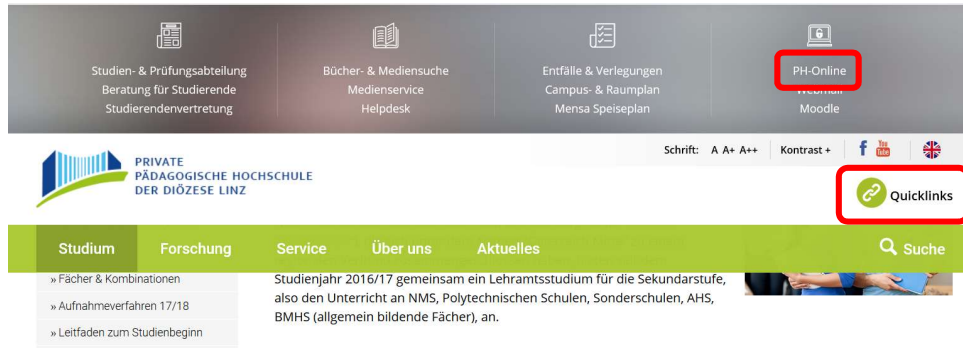 Studien- & Prüfungsabteilung
Beratung für Studierende
Studierendenvertretung
Bücher- & Mediensuche
Medienservice
Helpdesk
Entfälle & Verlegungen
Campus- & Raumplan
Mensa Speiseplan
PH-Online
Webmail
Moodle
Schrift: A A+ A++ Kontrast + f You Tube
PRIVATE
PÄDAGOGISCHE HOCHSCHULE
DER DIÖZESE LINZ
Quicklinks
Studium Forschung Service Über uns Aktuelles Suche
» Fächer & Kombinationen
» Aufnahmeverfahren 17/18
» Leitfaden zum Studienbeginn
Studienjahr 2016/17 gemeinsam ein Lehramtsstudium für die Sekundarstufe,
also den Unterricht an NMS, Polytechnischen Schulen, Sonderschulen, AHS,
BMHS (allgemein bildende Fächer), an.